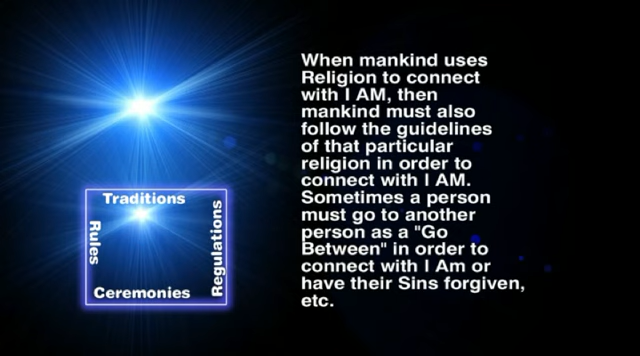 When mankind uses
Religion to connect
with I AM, then
mankind must also
follow the guidelines
of that particular
religion in order to
connect with I AM.
Sometimes a person
must go to another
person as a "Go
Between" in order to
connect with I Am or
have their Sins forgiven,
etc.
Traditions
Rules
Regulations
Ceremonies